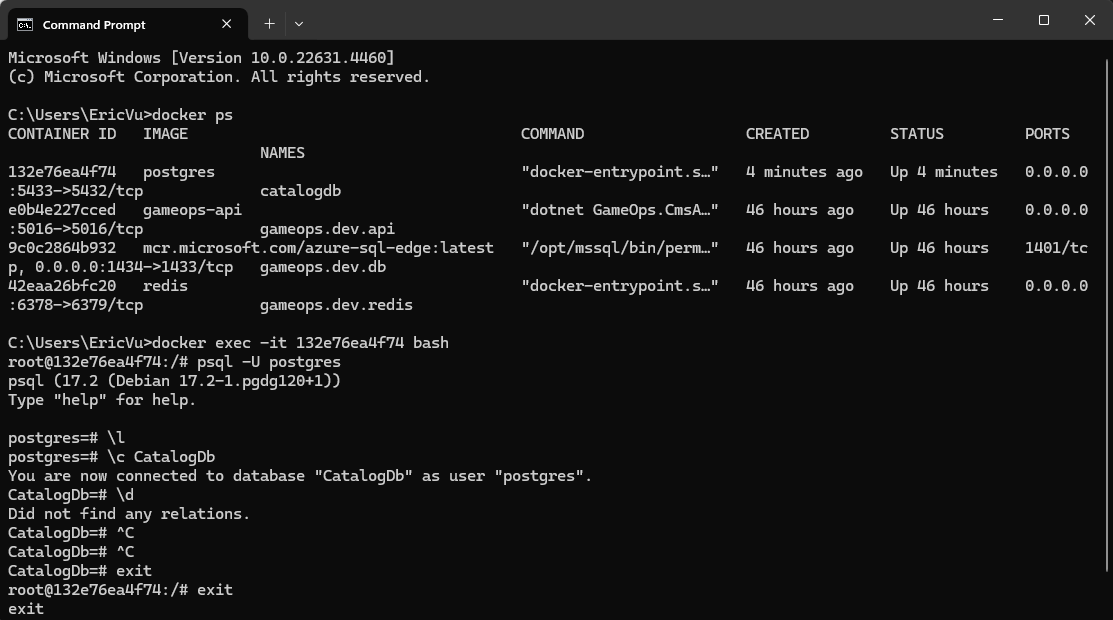 Command Prompt
Microsoft Windows [Version 10.0.22631.4460]
(c) Microsoft Corporation. All rights reserved.
C:\Users\EricVu>docker ps
CONTAINER ID   IMAGE                                     COMMAND                  CREATED         STATUS         PORTS
                            NAMES
132e76ea4f74   postgres                                  "docker-entrypoint.s…"   4 minutes ago   Up 4 minutes   0.0.0.0
:5433->5432/tcp             catalogdb
e0b4e227cced   gameops-api                               "dotnet GameOps.CmsA…"   46 hours ago    Up 46 hours    0.0.0.0
:5016->5016/tcp             gameops.dev.api
9c0c2864b932   mcr.microsoft.com/azure-sql-edge:latest   "/opt/mssql/bin/perm…"   46 hours ago    Up 46 hours    1401/tc
p, 0.0.0.0:1434->1433/tcp   gameops.dev.db
42eaa26bfc20   redis                                     "docker-entrypoint.s…"   46 hours ago    Up 46 hours    0.0.0.0
:6378->6379/tcp             gameops.dev.redis
C:\Users\EricVu>docker exec -it 132e76ea4f74 bash
root@132e76ea4f74:/# psql -U postgres
psql (17.2 (Debian 17.2-1.pgdg120+1))
Type "help" for help.
postgres=# \l
postgres=# \c CatalogDb
You are now connected to database "CatalogDb" as user "postgres".
CatalogDb=# \d
Did not find any relations.
CatalogDb=# ^C
CatalogDb=# ^C
CatalogDb=# exit
root@132e76ea4f74:/# exit
exit